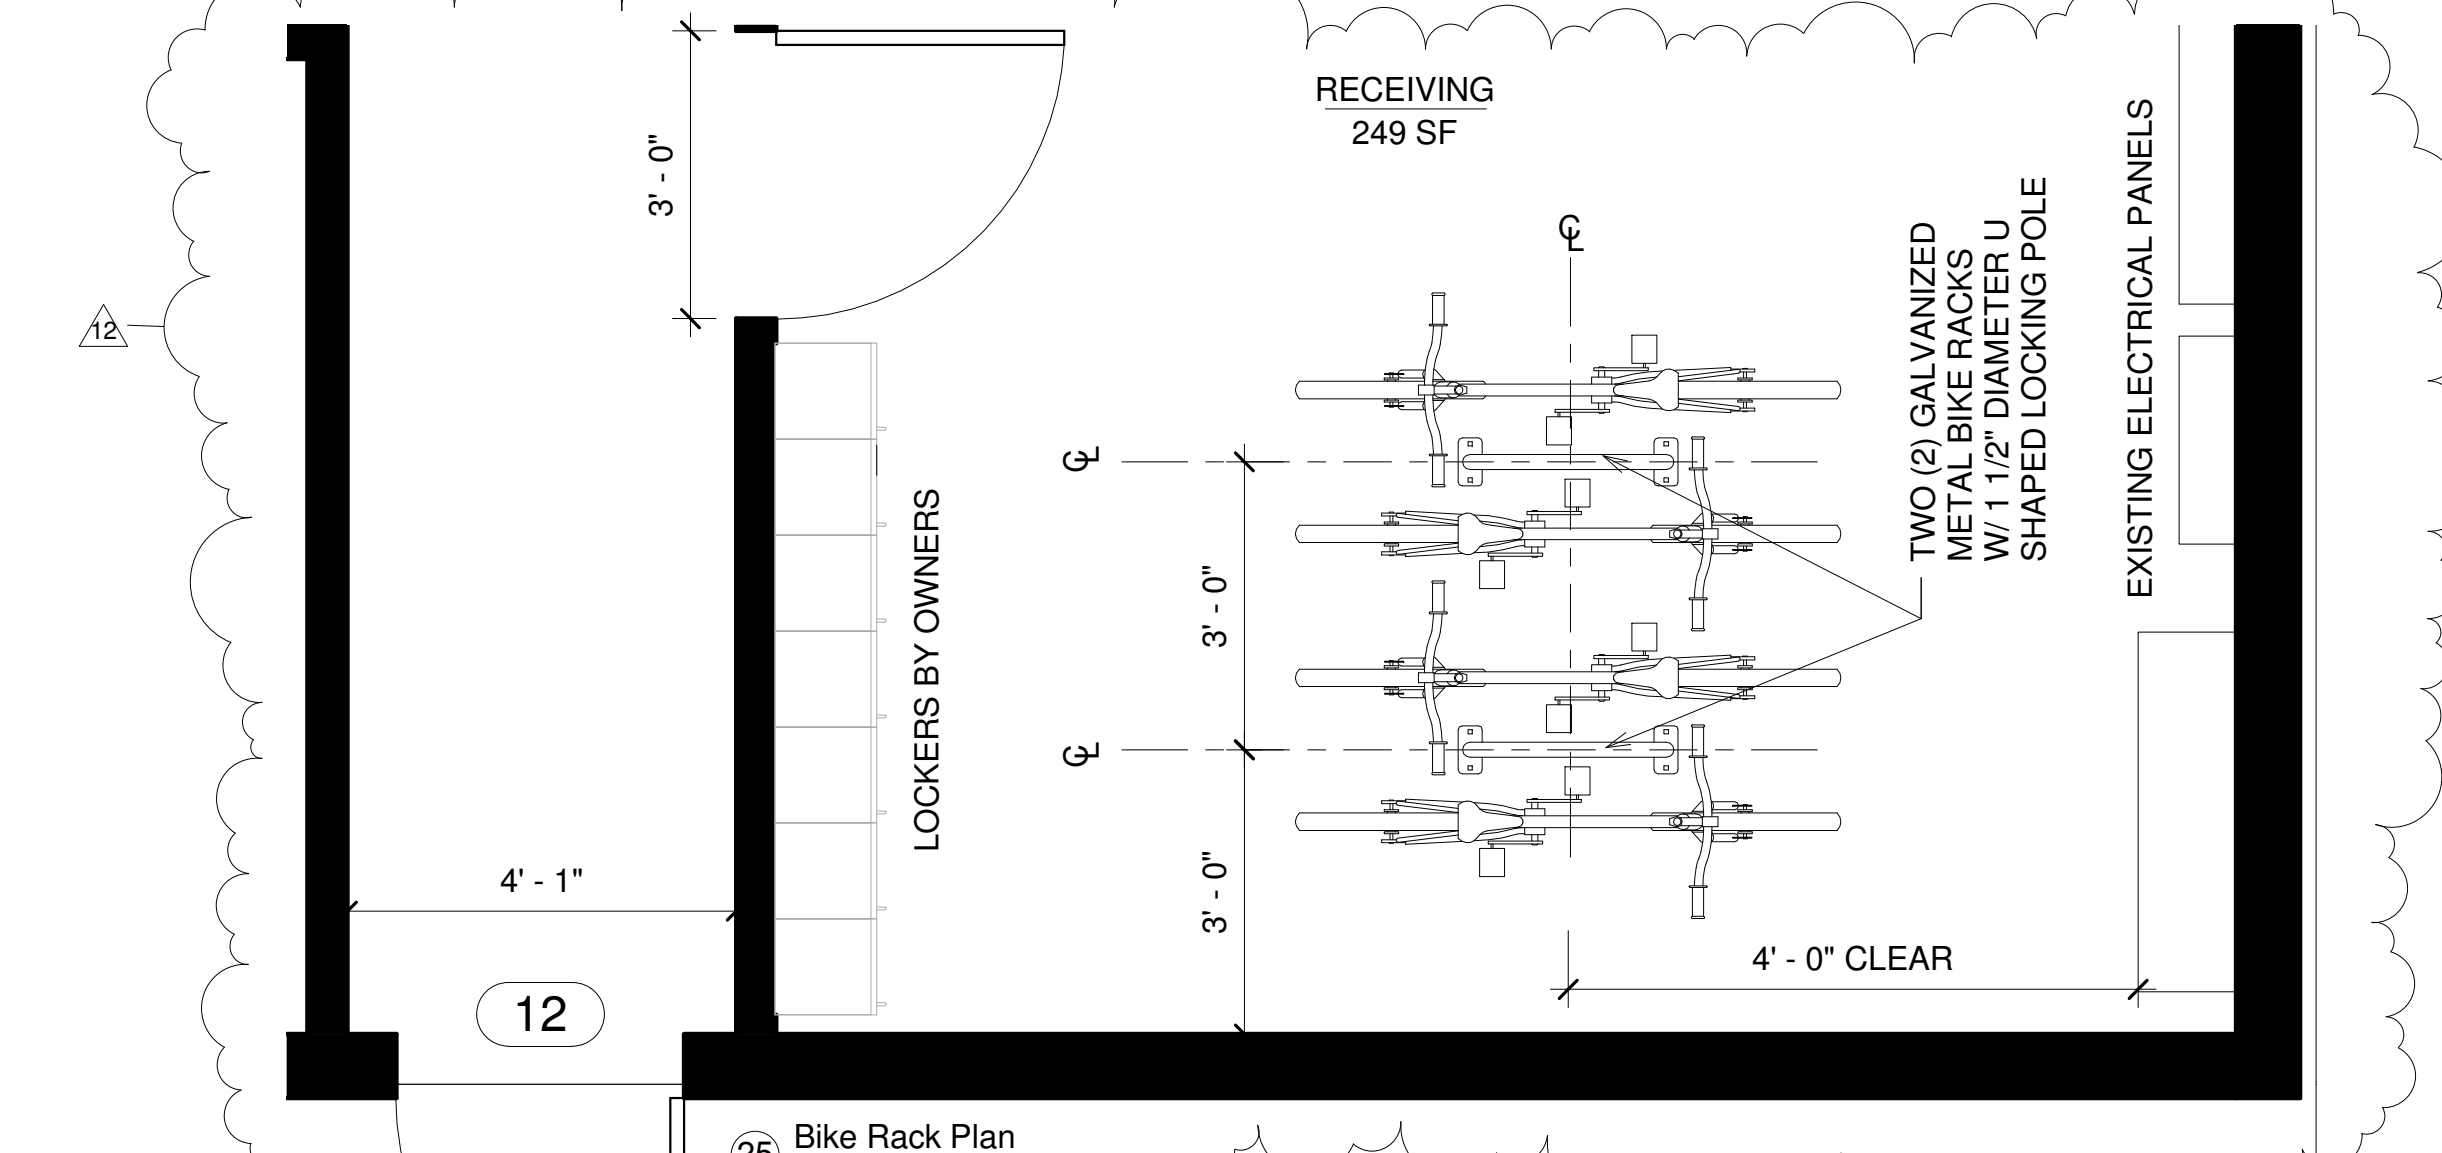 RECEIVING
249 SF
3' - 0"
12
℄
℄
℄
LOCKERS BY OWNERS
3' - 0"
3' - 0"
TWO (2) GALVANIZED
METAL BIKE RACKS
W/ 1 1/2" DIAMETER U
SHAPED LOCKING POLE
EXISTING ELECTRICAL PANELS
4' - 1"
4' - 0" CLEAR
12
25
Bike Rack Plan